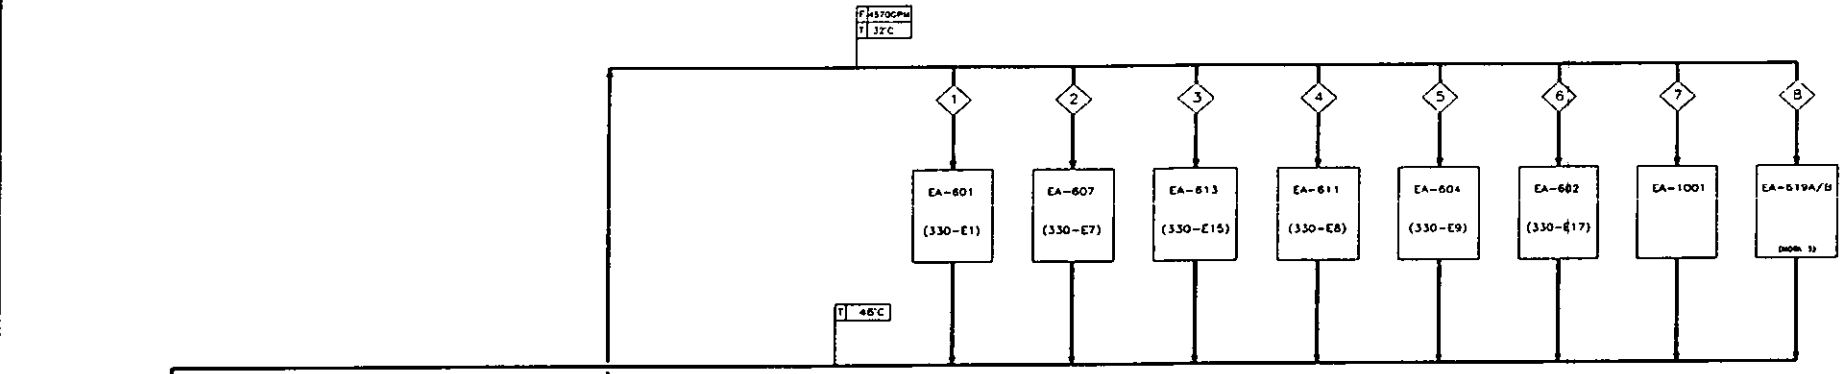 F 4570GPM
T 32°C
1 2 3 4 5 6 7 8
EA-601 EA-607 EA-613 EA-611 EA-604 EA-602 EA-1001 EA-619A/B
(330-E1) (330-E7) (330-E15) (330-E8) (330-E9) (330-E17)
T 46°C